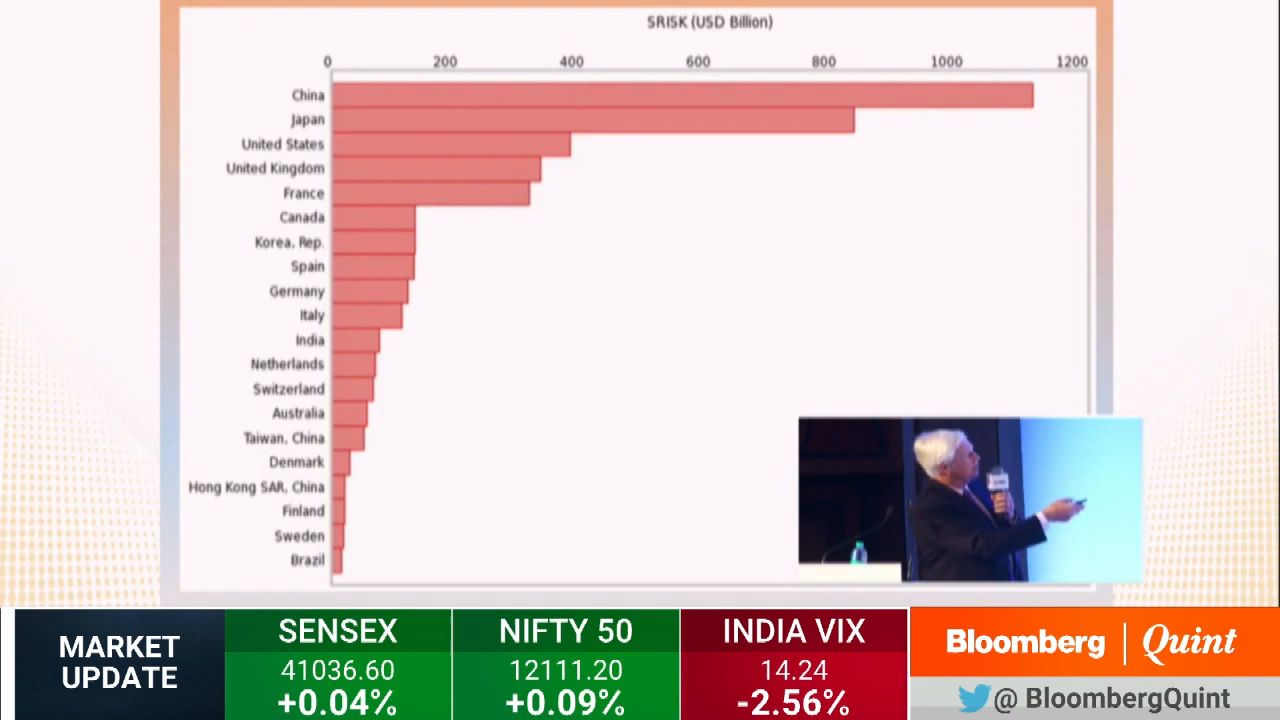 SRISK (USD Billion)
0 200 400 600 800 1000 1200
China
Japan
United States
United Kingdom
France
Canada
Korea, Rep.
Spain
Germany
Italy
India
Netherlands
Switzerland
Australia
Taiwan, China
Denmark
Hong Kong SAR, China
Finland
Sweden
Brazil
MARKET
UPDATE
SENSEX
41036.60
+0.04%
NIFTY 50
12111.20
+0.09%
INDIA VIX
14.24
-2.56%
Bloomberg | Quint
@ BloombergQuint